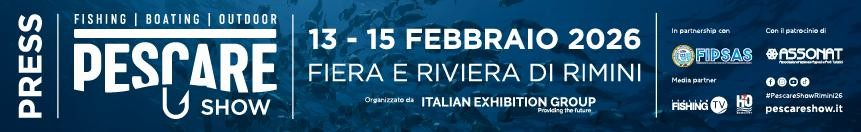 PRESS
FISHING | BOATING | OUTDOOR
PESCARE
SHOW
13 - 15 FEBBRAIO 2026
FIERA E RIVIERA DI RIMINI
Organizzato da ITALIAN EXHIBITION GROUP
Providing the future
In partnership con
FIPSAS
Media partner
FISHING TV
H2O
Con il patrocinio di
ASSONAT
#PescareShowRimini26
pescareshow.it